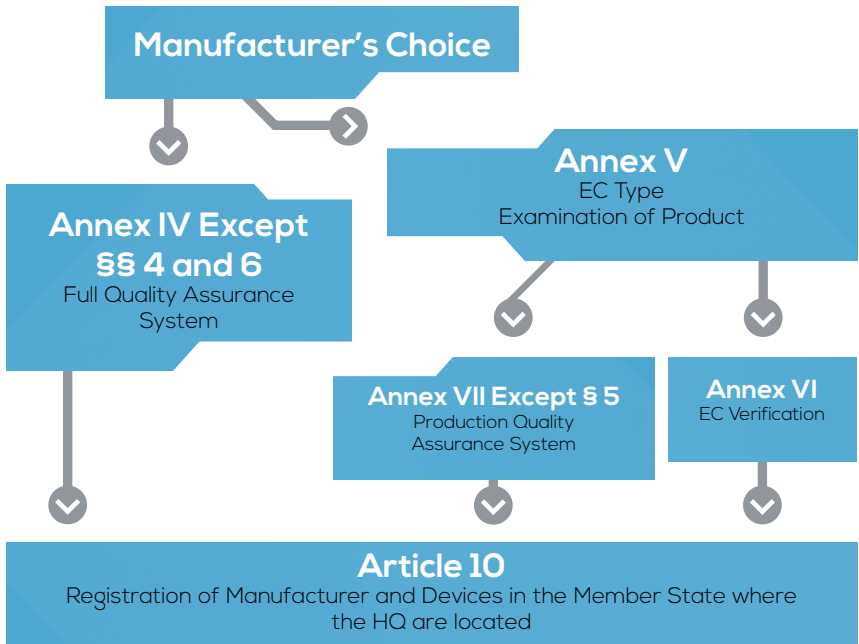 Manufacturer's Choice
Annex V
EC Type
Examination of Product
Annex IV Except
§§ 4 and 6
Full Quality Assurance
System
Annex VII Except § 5
Production Quality
Assurance System
Annex VI
EC Verification
Article 10
Registration of Manufacturer and Devices in the Member State where
the HQ are located